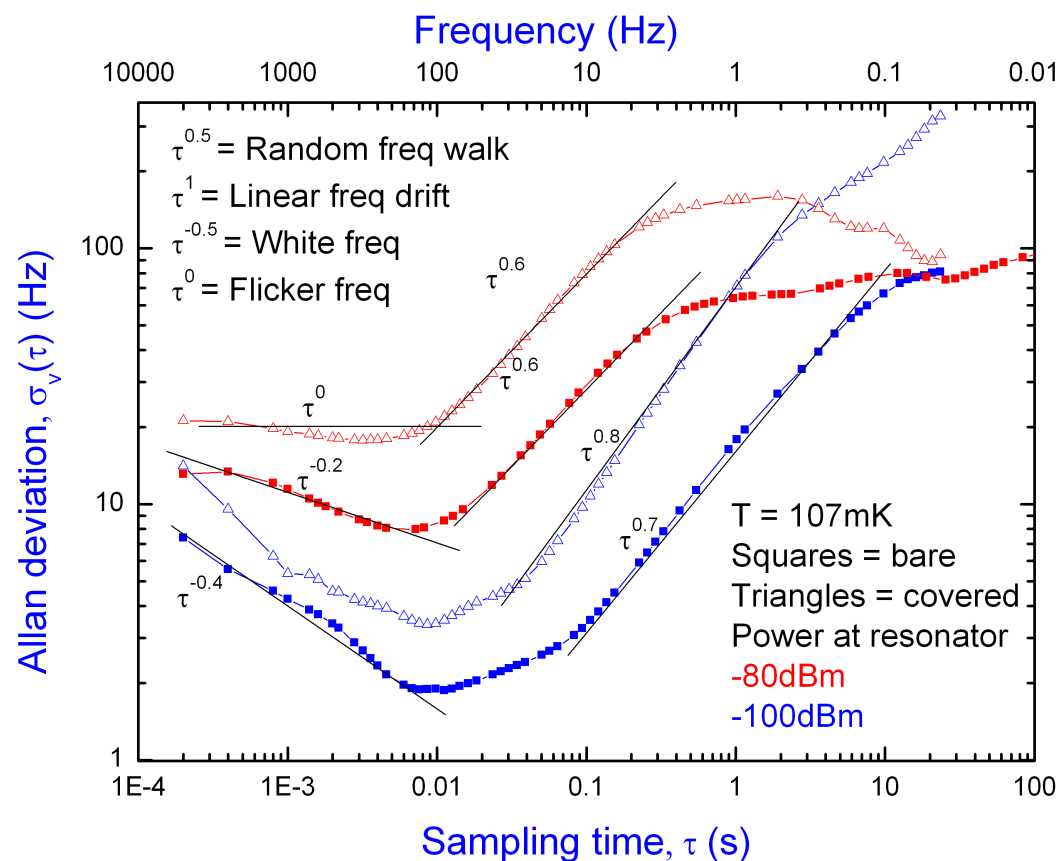 Frequency (Hz)
10000 1000 100 10 1 0.1 0.01
τ^0.5 = Random freq walk
τ^1 = Linear freq drift
τ^-0.5 = White freq
τ^0 = Flicker freq
τ^0.6
τ^0.6
τ^0
τ^-0.2
τ^0.8
τ^0.7
τ^-0.4
T = 107mK
Squares = bare
Triangles = covered
Power at resonator
-80dBm
-100dBm
Allan deviation, σ_ν(τ) (Hz)
100
10
1
1E-4 1E-3 0.01 0.1 1 10 100
Sampling time, τ (s)